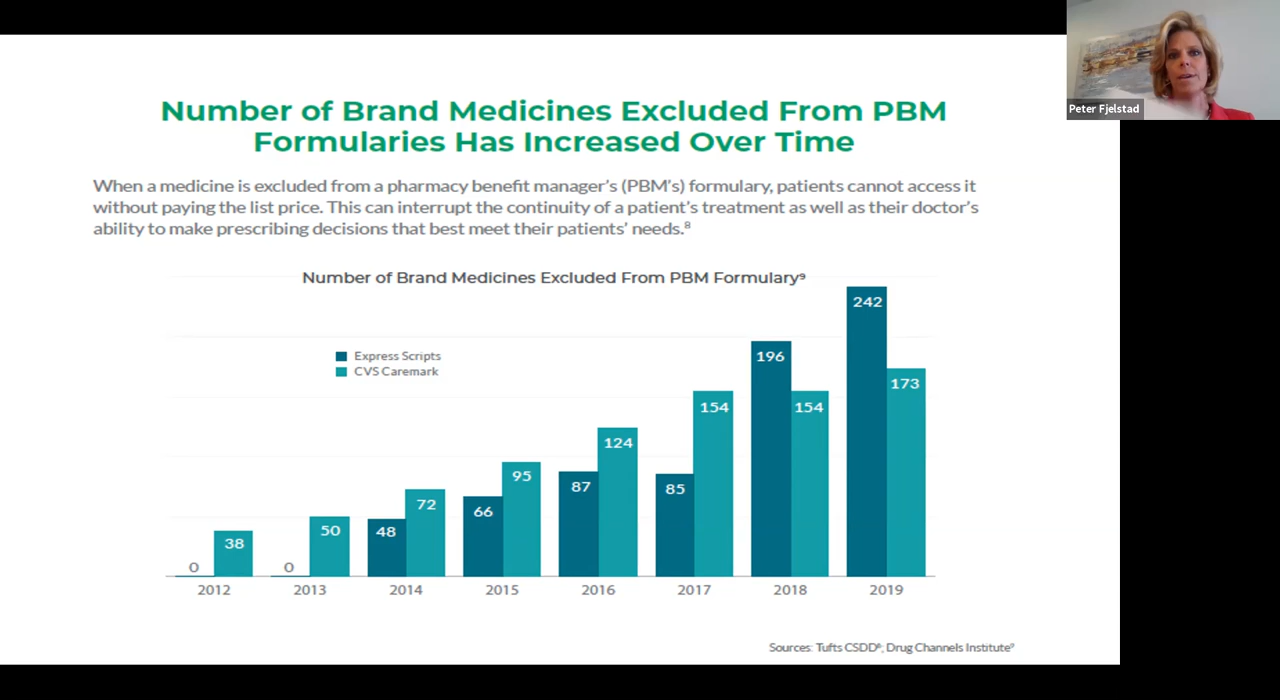 Peter Fjelstad
Number of Brand Medicines Excluded From PBM
Formularies Has Increased Over Time
When a medicine is excluded from a pharmacy benefit manager's (PBM's) formulary, patients cannot access it
without paying the list price. This can interrupt the continuity of a patient's treatment as well as their doctor's
ability to make prescribing decisions that best meet their patients' needs.⁸
Number of Brand Medicines Excluded From PBM Formulary⁹
Express Scripts
CVS Caremark
0 38 0 50 48 72 66 95 87 124 85 154 196 154 242 173
2012 2013 2014 2015 2016 2017 2018 2019
Sources: Tufts CSDD⁸; Drug Channels Institute⁹